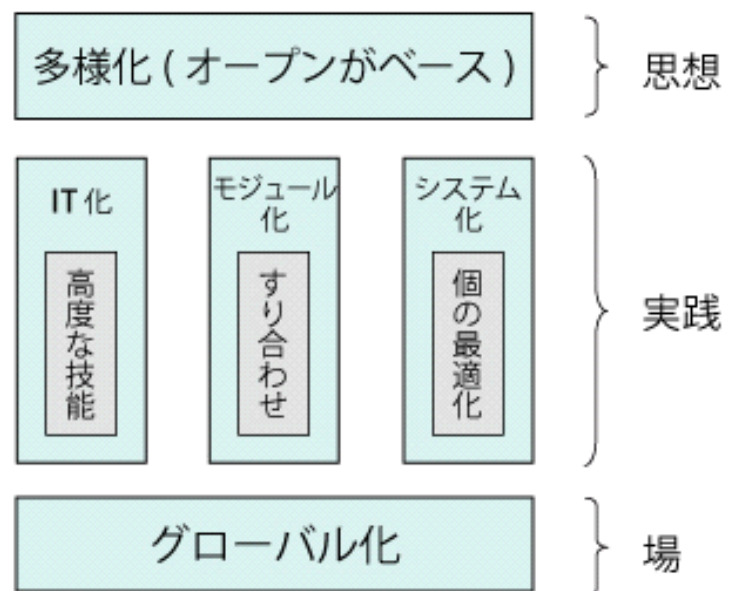 多様化 ( オープンがベース )
思想
IT 化
高度な技能
モジュール
化
すり合わせ
システム
化
個の最適化
実践
グローバル化
場